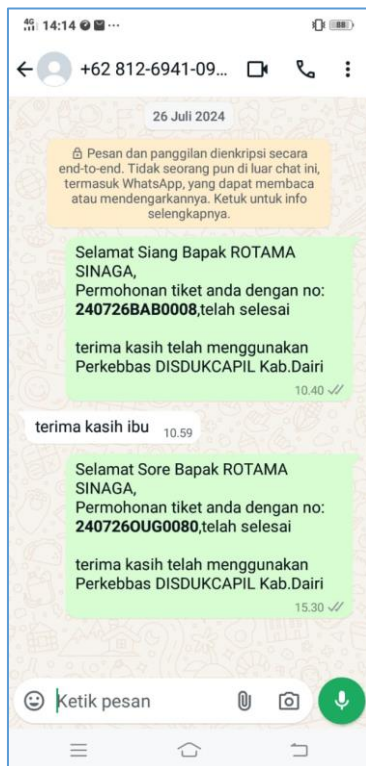 4G 14:14
+62 812-6941-09...
26 Juli 2024
Pesan dan panggilan dienkripsi secara
end-to-end. Tidak seorang pun di luar chat ini,
termasuk WhatsApp, yang dapat membaca
atau mendengarkannya. Ketuk untuk info
selengkapnya.
Selamat Siang Bapak ROTAMA
SINAGA,
Permohonan tiket anda dengan no:
240726BAB0008,telah selesai
terima kasih telah menggunakan
Perkebbas DISDUKCAPIL Kab.Dairi
10.40
terima kasih ibu 10.59
Selamat Sore Bapak ROTAMA
SINAGA,
Permohonan tiket anda dengan no:
240726OUG0080,telah selesai
terima kasih telah menggunakan
Perkebbas DISDUKCAPIL Kab.Dairi
15.30
Ketik pesan